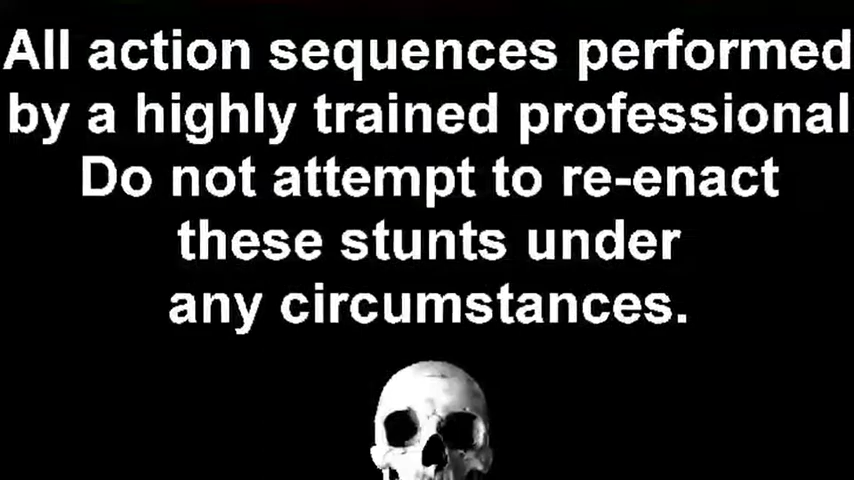 All action sequences performed
by a highly trained professional
Do not attempt to re-enact
these stunts under
any circumstances.